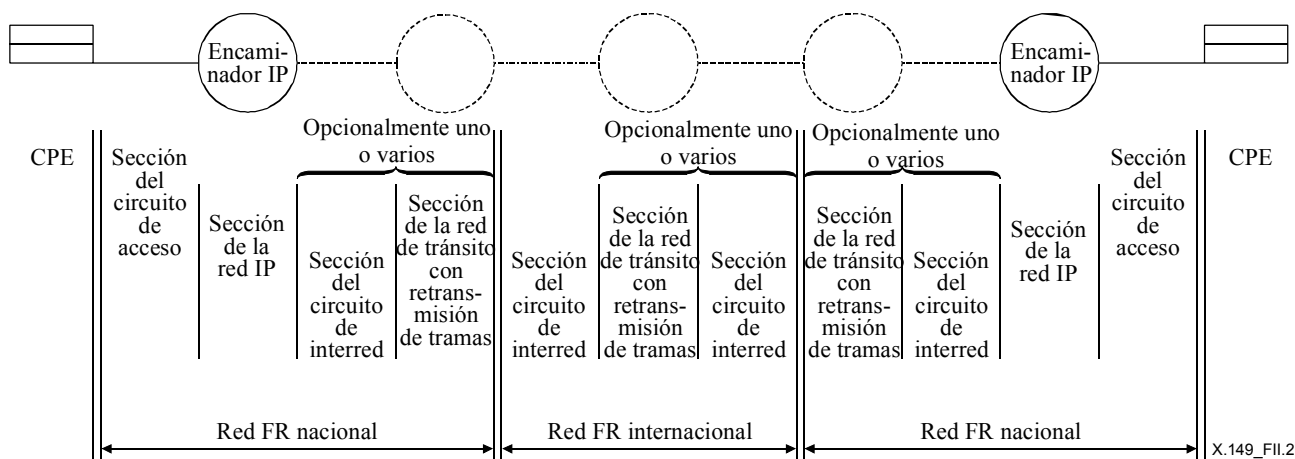 Encami-
nador IP
Encami-
nador IP
CPE
Sección
del
circuito
de
acceso
Sección
de la
red IP
Opcionalmente uno
o varios
Sección
del
circuito
de
interred
Sección
de la red
de tránsito
con
retrans-
misión
de tramas
Sección
del
circuito
de
interred
Opcionalmente uno
o varios
Sección
de la red
de tránsito
con
retrans-
misión
de tramas
Sección
del
circuito
de
interred
Opcionalmente uno
o varios
Sección
de la red
de tránsito
con
retrans-
misión
de tramas
Sección
del
circuito
de
interred
Sección
de la
red IP
Sección
del
circuito
de
acceso
CPE
Red FR nacional
Red FR internacional
Red FR nacional
X.149_FII.2